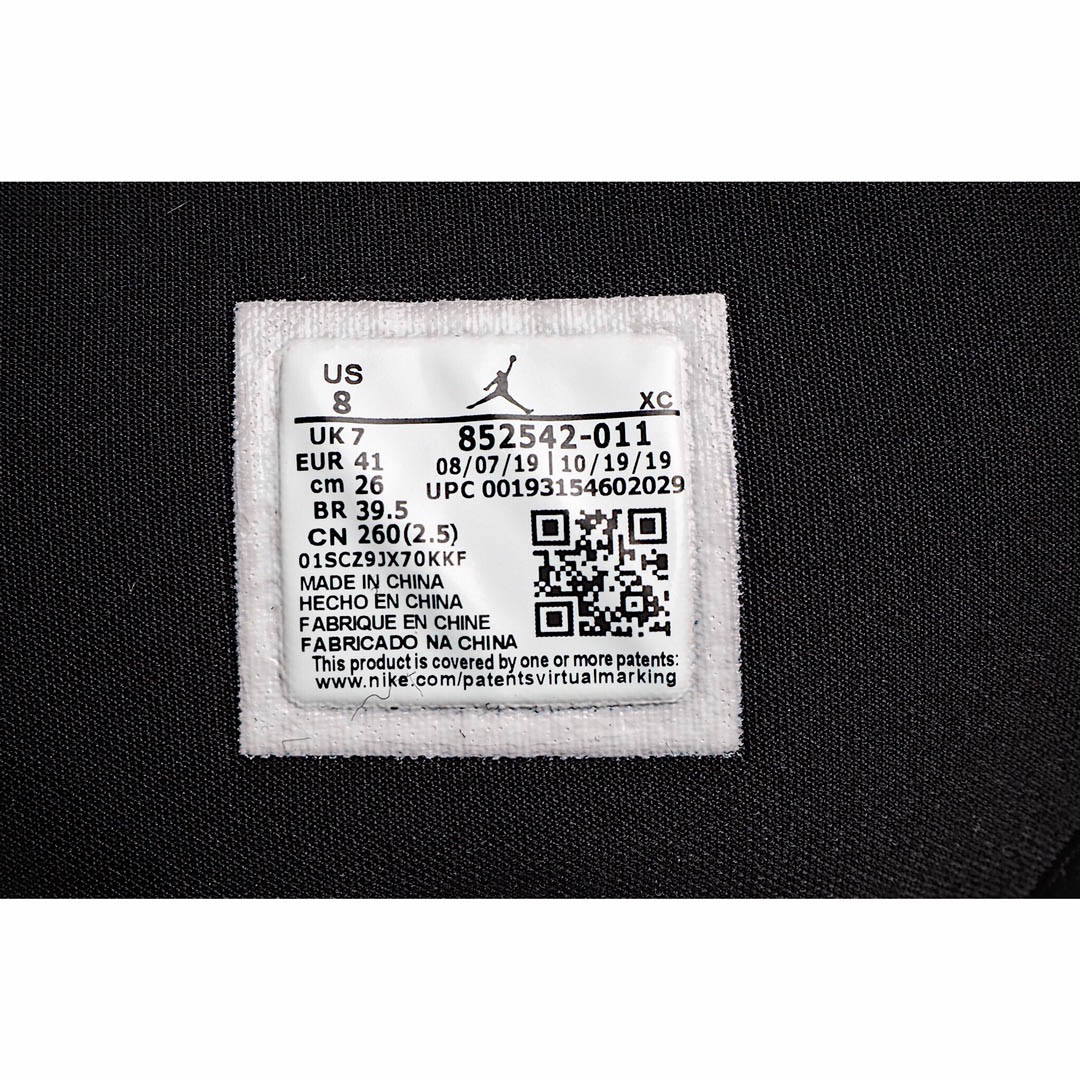 US
8
XC
UK 7
852542-011
EUR 41
08/07/19 | 10/19/19
cm 26
UPC 00193154602029
BR 39.5
CN 260(2.5)
01SCZ9JX70KKF
MADE IN CHINA
HECHO EN CHINA
FABRIQUE EN CHINE
FABRICADO NA CHINA
This product is covered by one or more patents:
www.nike.com/patentsvirtualmarking